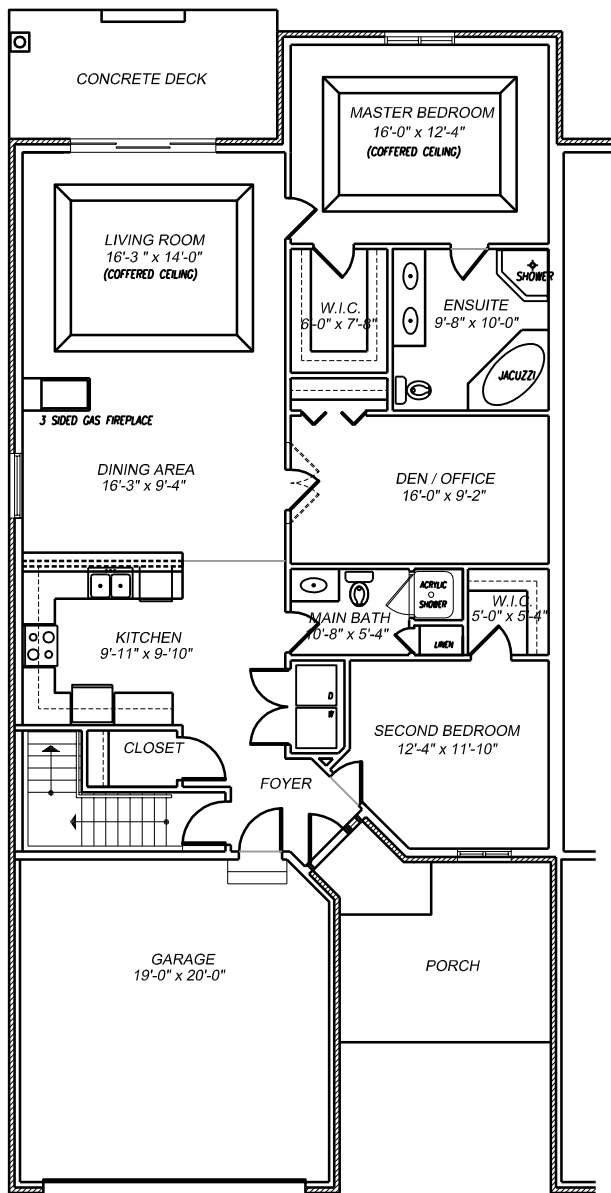 CONCRETE DECK
MASTER BEDROOM
16'-0" x 12'-4"
(COFFERED CEILING)
LIVING ROOM
16'-3 " x 14'-0"
(COFFERED CEILING)
W.I.C.
6'-0" x 7'-8"
ENSUITE
9'-8" x 10'-0"
SHOWER
JACUZZI
3 SIDED GAS FIREPLACE
DINING AREA
16'-3" x 9'-4"
DEN / OFFICE
16'-0" x 9'-2"
ACRYLIC
SHOWER
MAIN BATH
10'-8" x 5'-4"
LINEN
W.I.C.
5'-0" x 5'-4"
KITCHEN
9'-11" x 9-'10"
D
W
SECOND BEDROOM
12'-4" x 11'-10"
CLOSET
FOYER
GARAGE
19'-0" x 20'-0"
PORCH